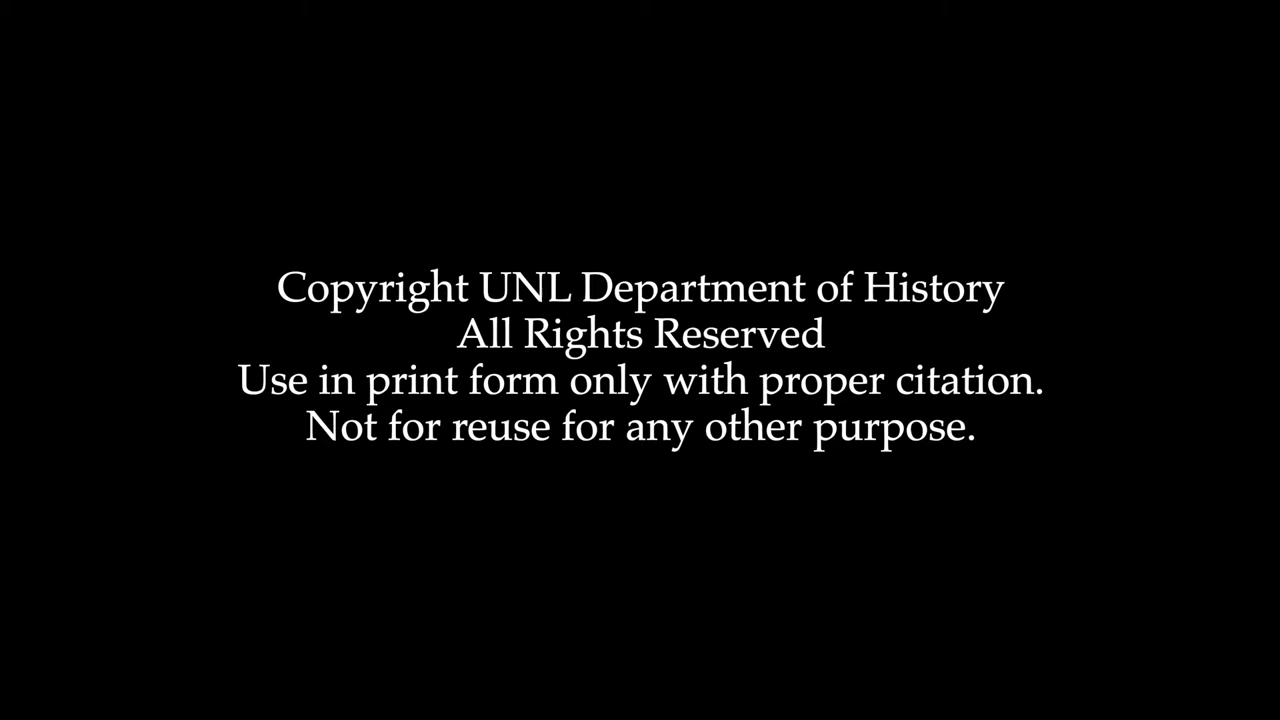 Copyright UNL Department of History
All Rights Reserved
Use in print form only with proper citation.
Not for reuse for any other purpose.